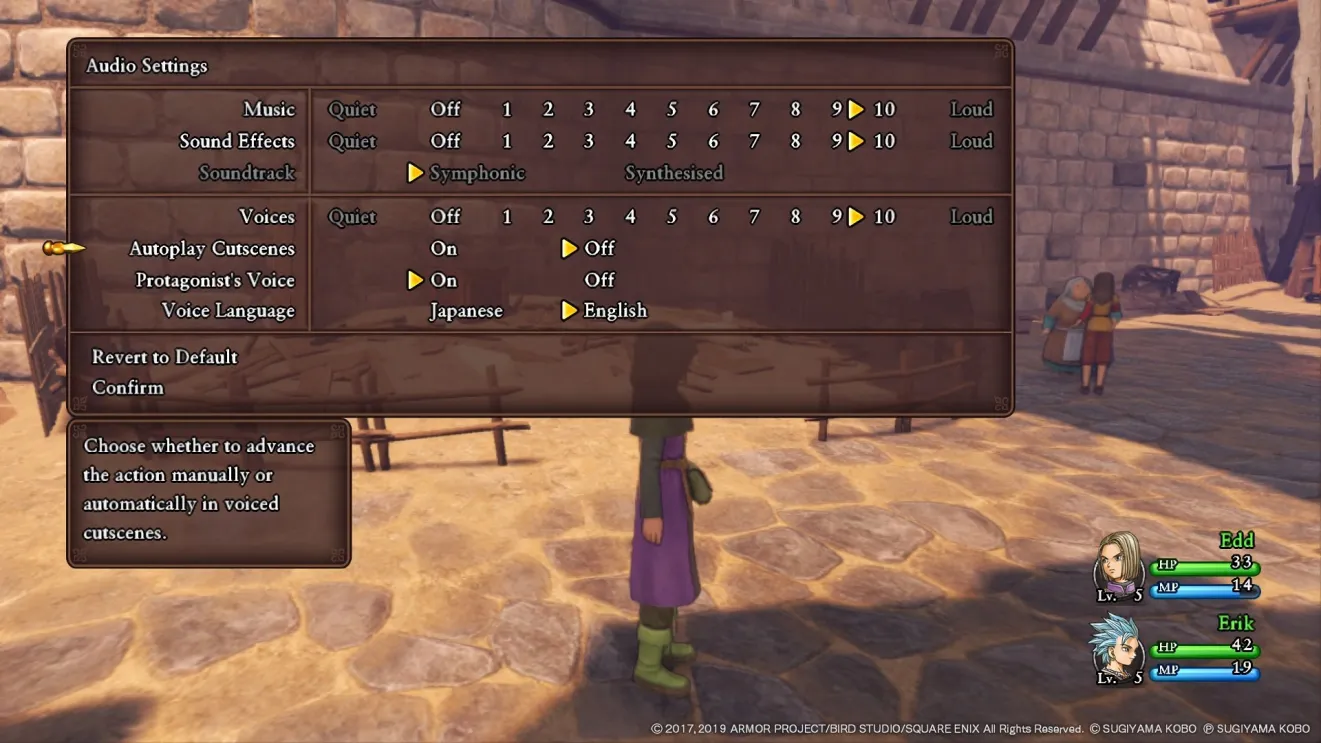 Audio Settings
Music Quiet Off 1 2 3 4 5 6 7 8 9 10 Loud
Sound Effects Quiet Off 1 2 3 4 5 6 7 8 9 10 Loud
Soundtrack Symphonic Synthesised
Voices Quiet Off 1 2 3 4 5 6 7 8 9 10 Loud
Autoplay Cutscenes On Off
Protagonist's Voice On Off
Voice Language Japanese English
Revert to Default
Confirm
Choose whether to advance
the action manually or
automatically in voiced
cutscenes.
Edd
HP 33
Lv. 5 MP 14
Erik
HP 42
Lv. 5 MP 19
© 2017, 2019 ARMOR PROJECT/BIRD STUDIO/SQUARE ENIX All Rights Reserved. © SUGIYAMA KOBO ℗ SUGIYAMA KOBO